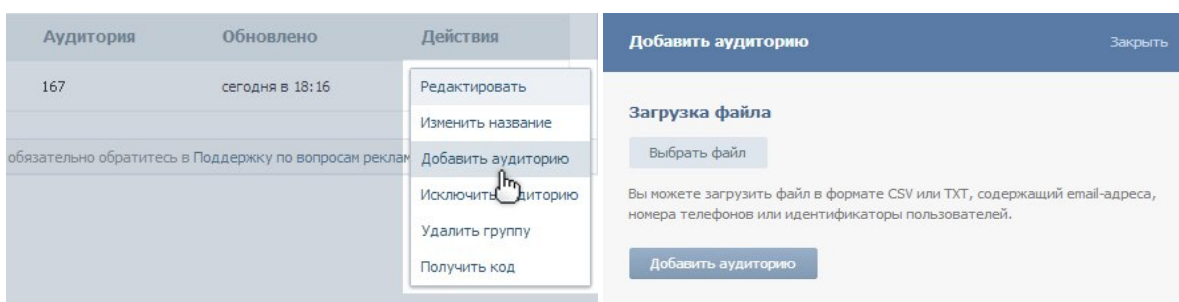 Аудитория Обновлено Действия
167 сегодня в 18:16
Редактировать
Изменить название
обязательно обратитесь в Поддержку по вопросам реклам
Добавить аудиторию
Исключить аудиторию
Удалить группу
Получить код
Добавить аудиторию Закрыть
Загрузка файла
Выбрать файл
Вы можете загрузить файл в формате CSV или TXT, содержащий email-адреса,
номера телефонов или идентификаторы пользователей.
Добавить аудиторию